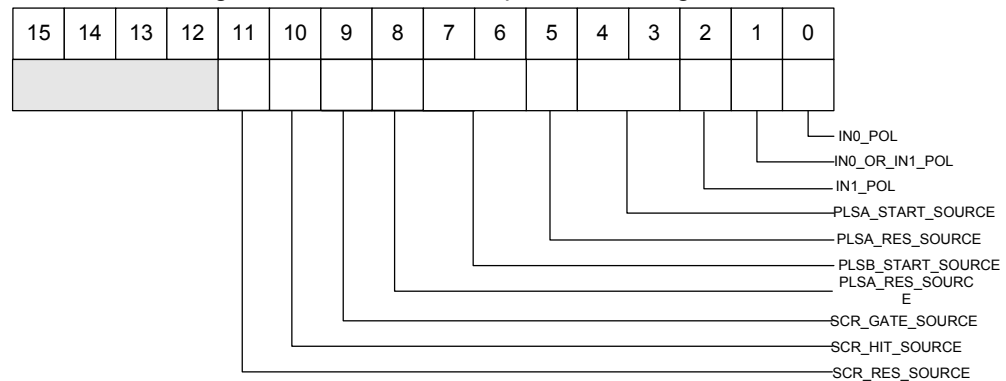 15 14 13 12 11 10 9 8 7 6 5 4 3 2 1 0
IN0_POL
IN0_OR_IN1_POL
IN1_POL
PLSA_START_SOURCE
PLSA_RES_SOURCE
PLSB_START_SOURCE
PLSA_RES_SOURC
E
SCR_GATE_SOURCE
SCR_HIT_SOURCE
SCR_RES_SOURCE